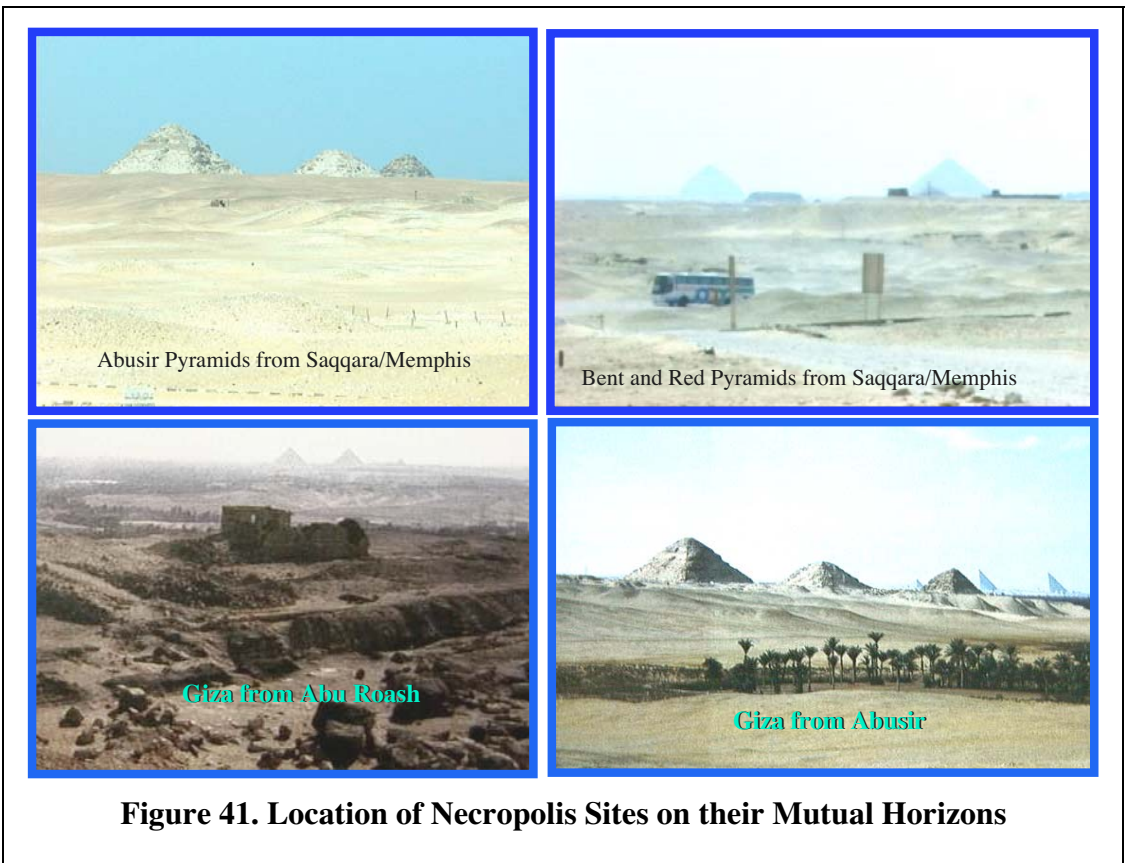 Abusir Pyramids from Saqqara/Memphis
Bent and Red Pyramids from Saqqara/Memphis
Giza from Abu Roash
Giza from Abusir
Figure 41. Location of Necropolis Sites on their Mutual Horizons